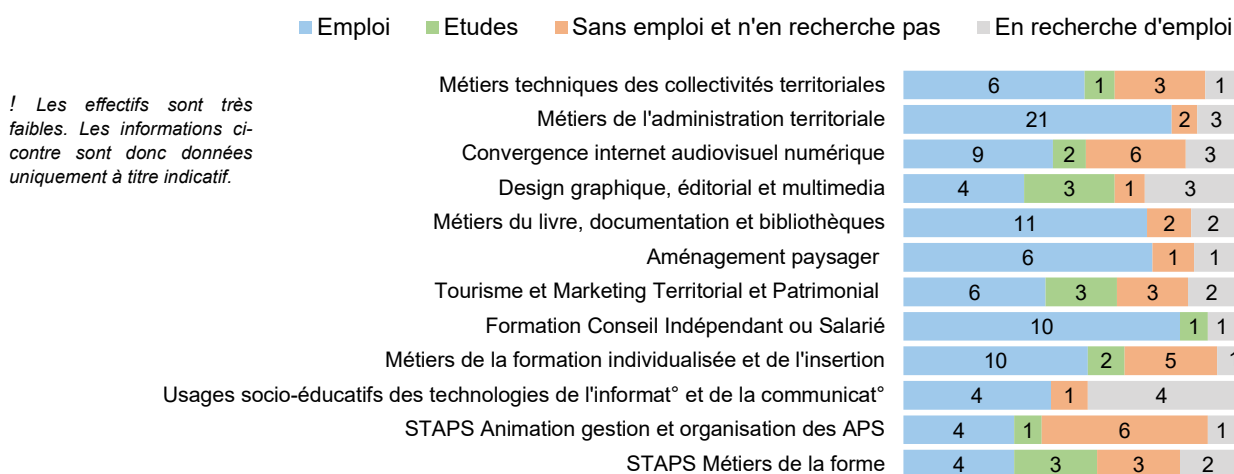 Emploi Etudes Sans emploi et n'en recherche pas En recherche d'emploi
! Les effectifs sont très
faibles. Les informations ci-
contre sont donc données
uniquement à titre indicatif.
Métiers techniques des collectivités territoriales 6 1 3 1
Métiers de l'administration territoriale 21 2 3
Convergence internet audiovisuel numérique 9 2 6 3
Design graphique, éditorial et multimedia 4 3 1 3
Métiers du livre, documentation et bibliothèques 11 2 2
Aménagement paysager 6 1 1
Tourisme et Marketing Territorial et Patrimonial 6 3 3 2
Formation Conseil Indépendant ou Salarié 10 1 1
Métiers de la formation individualisée et de l'insertion 10 2 5 1
Usages socio-éducatifs des technologies de l'informat° et de la communicat° 4 1 4
STAPS Animation gestion et organisation des APS 4 1 6 1
STAPS Métiers de la forme 4 3 3 2